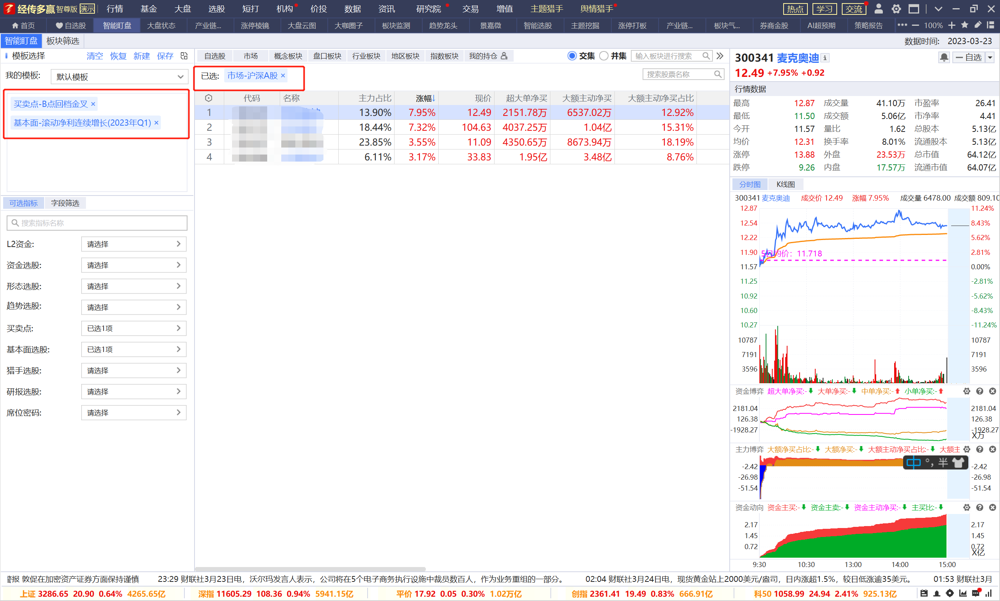 经传多赢 智尊版 演示 行情 基金 大盘 选股 短打 机构 价投 数据 资讯 研究院 交易 增值 主题猎手 舆情猎手 热点 学习 交流
首页 自选股 智能盯盘 大盘状态 产业链... 涨停棱镜 大盘云图 大咖圈子 板块监测 趋势龙头 景嘉微 智能选股 主题挖掘 涨停打板 产业链... 板块气... 券商金股 AI超预期 策略报告 100%
智能盯盘 板块筛选 数据时间: 2023-03-23
模板选择 清空 恢复 新建 保存
我的模板: 默认模板
买卖点-B点回档金叉 ×
基本面-滚动净利连续增长(2023年Q1) ×
可选指标 字段筛选
搜索指标名称
L2资金: 请选择
资金选股: 请选择
形态选股: 请选择
趋势选股: 请选择
买卖点: 已选1项
基本面选股: 已选1项
猎手选股: 请选择
研报选股: 请选择
席位密码: 请选择
自选股 市场 概念板块 盘口板块 行业板块 地区板块 指数板块 我的持仓 交集 并集 输入板块进行搜索
已选: 市场-沪深A股 × 搜索股票名称
代码 名称 主力占比 涨幅↓ 现价 超大单净买 大额主动净买 大额主动净买占比
1 13.90% 7.95% 12.49 2151.78万 6537.02万 12.92%
2 18.44% 7.32% 104.63 4037.25万 1.04亿 15.31%
3 23.85% 3.55% 11.09 4350.65万 8673.94万 18.19%
4 6.11% 3.17% 33.83 1.95亿 3.48亿 8.76%
300341 麦克奥迪 自选
12.49 +7.95% +0.92
行情数据
最高 12.87 成交量 41.10万 市盈率 26.41
最低 11.50 成交额 5.06亿 市净率 4.41
今开 11.57 量比 1.62 总股本 5.13亿
均价 12.31 换手率 8.01% 流通股本 5.13亿
涨停 13.88 外盘 23.53万 总市值 64.12亿
跌停 9.26 内盘 17.57万 流通市值 64.07亿
分时图 K线图
300341 麦克奥迪 成交价 12.49 涨幅 7.95% 成交量 6478.00 成交额 809.10
12.87 11.24%
12.54 8.43%
12.22 5.62%
11.90 5日均价: 11.718 2.81%
11.57 0.00%
11.25 -2.81%
10.92 -5.62%
10.60 -8.43%
10.27 -11.24%
10787 10787
7191 7191
3596 3596
资金博弈 超大单净买:- 大单净买:- 中单净买:- 小单净买:-
2181.04 2181.04
126.38 126.38
-1928.27 -1928.27
X万
主力博弈 大额净买占比:- 大额净买:- 大额主动净买占比:- 大额主
-2.42 -2.42
中 °, 半
-26.98 -26.98
-51.54 -51.54
资金动向 资金主买:- 资金主卖:- 资金主动净买:- 主买比:-
2.17 2.17
1.45 1.45
0.72 0.72
X亿
9:30 10:30 13:00 14:00 15:00
报 敦促在加密资产证券方面保持谨慎 23:29 财联社3月23日电，沃尔玛发言人表示，公司将在5个电子商务执行设施中裁员数百人，作为业务重组的一部分。 02:04 财联社3月24日电，现货黄金站上2000美元/盎司，日内涨超1.5%，较日低涨逾35美元。 01:53 财联社3月
上证 3286.65 20.90 0.64% 4265.65亿 深指 11605.29 108.36 0.94% 5941.15亿 平价 17.92 0.05 0.30% 1.02万亿 创指 2361.41 19.49 0.83% 666.91亿 科50 1058.99 24.94 2.41% 925.13亿